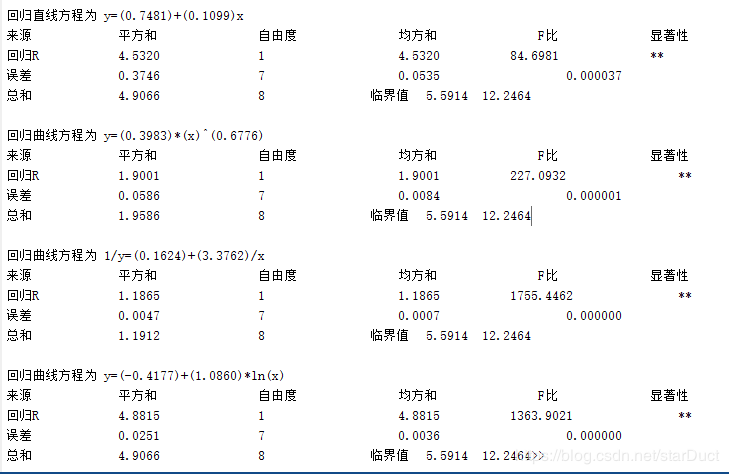 回归直线方程为 y=(0.7481)+(0.1099)x
来源 平方和 自由度 均方和 F比 显著性
回归R 4.5320 1 4.5320 84.6981 **
误差 0.3746 7 0.0535 0.000037
总和 4.9066 8 临界值 5.5914 12.2464
回归曲线方程为 y=(0.3983)*(x)^(0.6776)
来源 平方和 自由度 均方和 F比 显著性
回归R 1.9001 1 1.9001 227.0932 **
误差 0.0586 7 0.0084 0.000001
总和 1.9586 8 临界值 5.5914 12.2464
回归曲线方程为 1/y=(0.1624)+(3.3762)/x
来源 平方和 自由度 均方和 F比 显著性
回归R 1.1865 1 1.1865 1755.4462 **
误差 0.0047 7 0.0007 0.000000
总和 1.1912 8 临界值 5.5914 12.2464
回归曲线方程为 y=(-0.4177)+(1.0860)*ln(x)
来源 平方和 自由度 均方和 F比 显著性
回归R 4.8815 1 4.8815 1363.9021 **
误差 0.0251 7 0.0036 0.000000
总和 4.9066 8 临界值 5.5914 12.2464>>
https://blog.csdn.net/starDuct